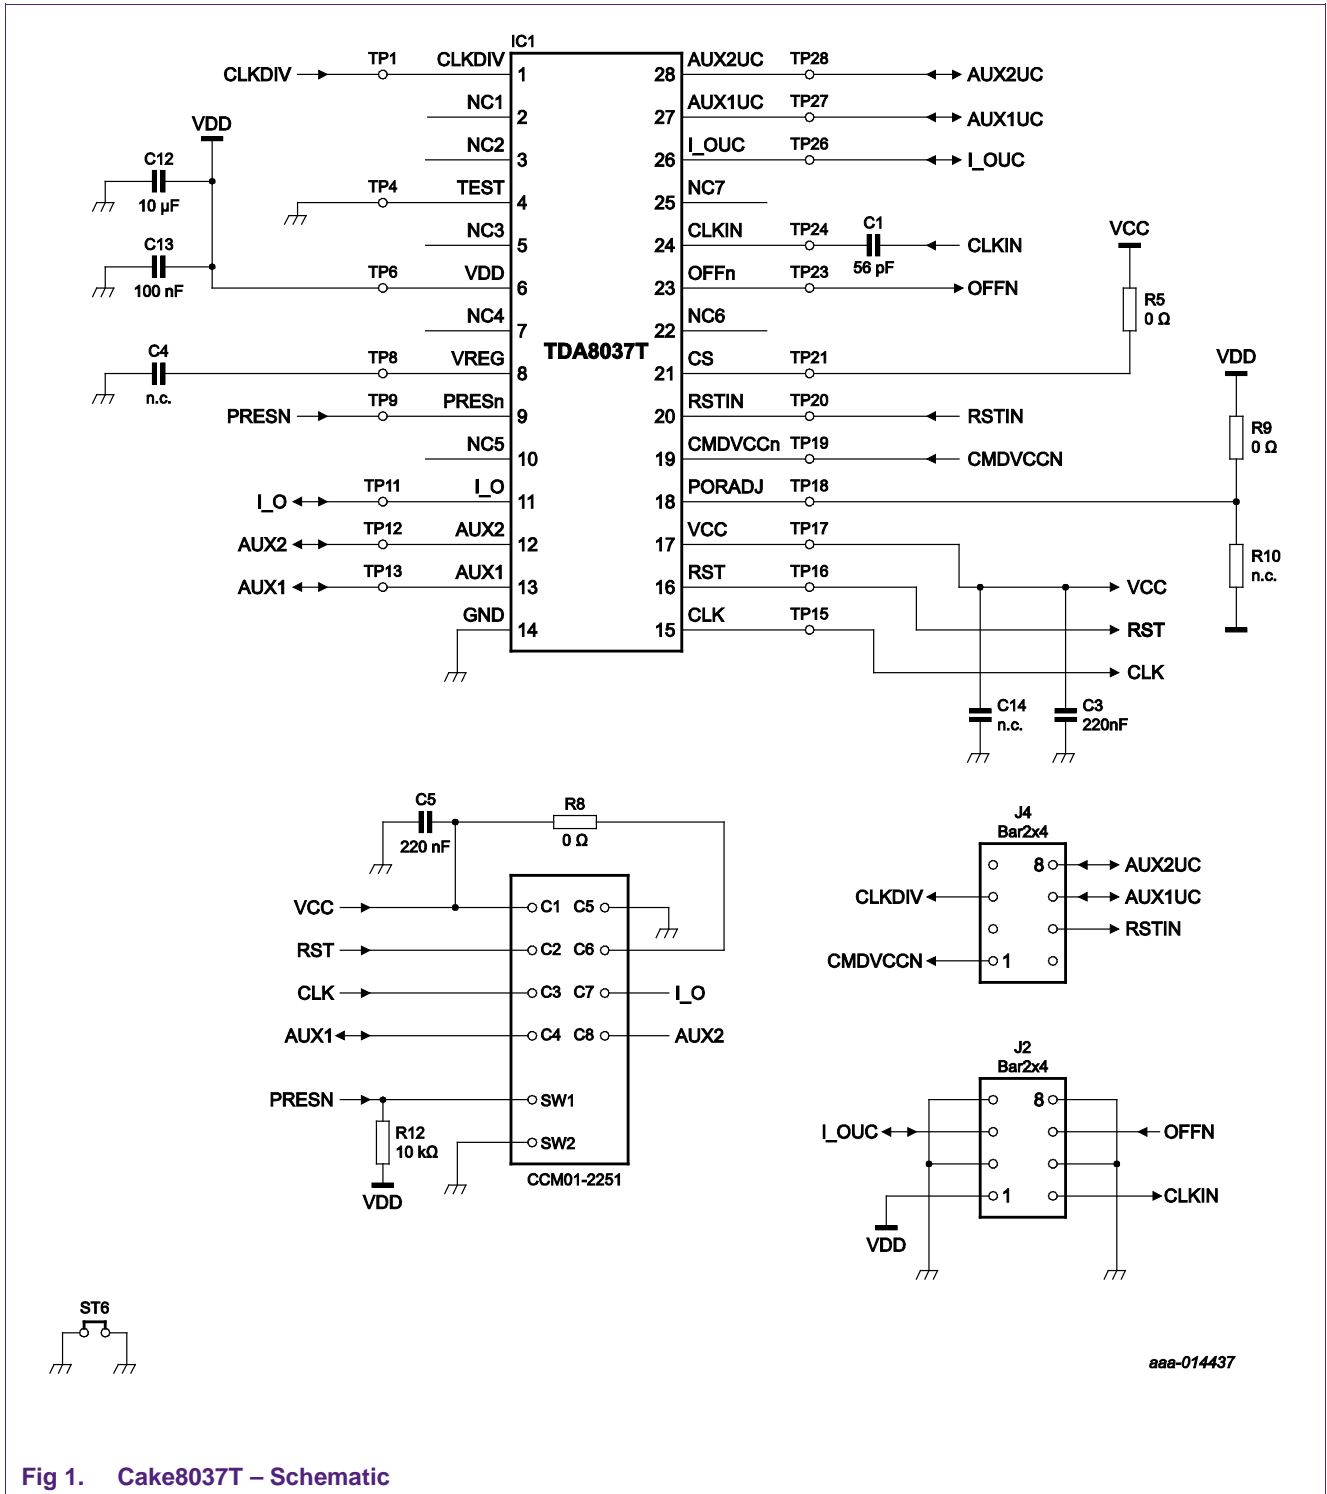 IC1
CLKDIV TP1 CLKDIV 1 28 AUX2UC TP28 AUX2UC
NC1 2 27 AUX1UC TP27 AUX1UC
VDD
NC2 3 26 I_OUC TP26 I_OUC
C12
10 µF
TP4 TEST 4 25 NC7
NC3 5 24 CLKIN TP24 C1 CLKIN
56 pF
VCC
C13
100 nF
TP6 VDD 6 23 OFFn TP23 OFFN
R5
0 Ω
NC4 7 22 NC6
TDA8037T
C4
n.c.
TP8 VREG 8 21 CS TP21
VDD
PRESN TP9 PRESn 9 20 RSTIN TP20 RSTIN
R9
0 Ω
NC5 10 19 CMDVCCn TP19 CMDVCCN
I_O TP11 I_O 11 18 PORADJ TP18
AUX2 TP12 AUX2 12 17 VCC TP17
R10
n.c.
AUX1 TP13 AUX1 13 16 RST TP16 VCC
GND 14 15 CLK TP15 RST
CLK
C14
n.c.
C3
220nF
C5
220 nF
R8
0 Ω
VCC C1 C5
RST C2 C6
CLK C3 C7 I_O
AUX1 C4 C8 AUX2
PRESN SW1
R12
10 kΩ
SW2
VDD
CCM01-2251
J4
Bar2x4
8 AUX2UC
CLKDIV AUX1UC
RSTIN
CMDVCCN 1
J2
Bar2x4
8
I_OUC OFFN
1 CLKIN
VDD
ST6
aaa-014437
Fig 1. Cake8037T – Schematic